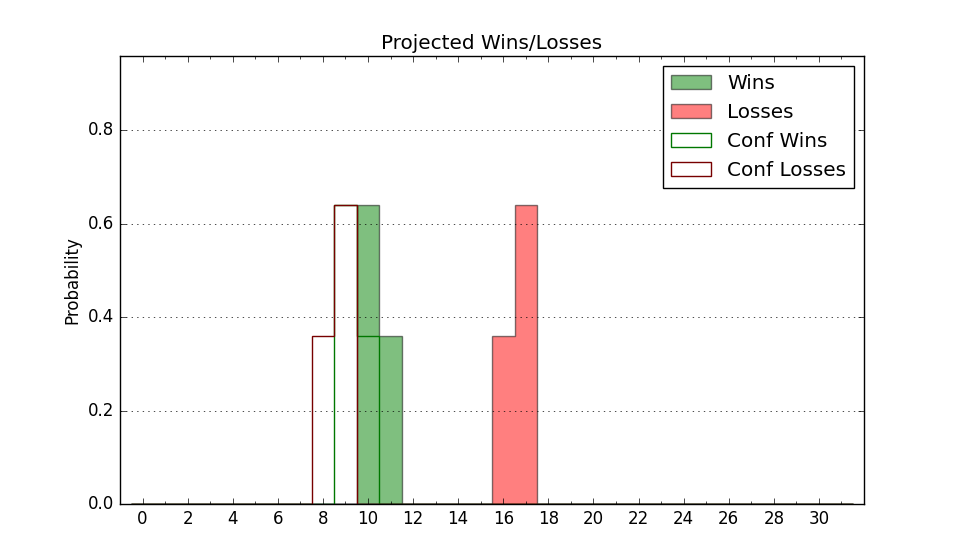 Projected Wins/Losses
Wins
Losses
Conf Wins
Conf Losses
Probability
0.8
0.6
0.4
0.2
0.0
0 2 4 6 8 10 12 14 16 18 20 22 24 26 28 30